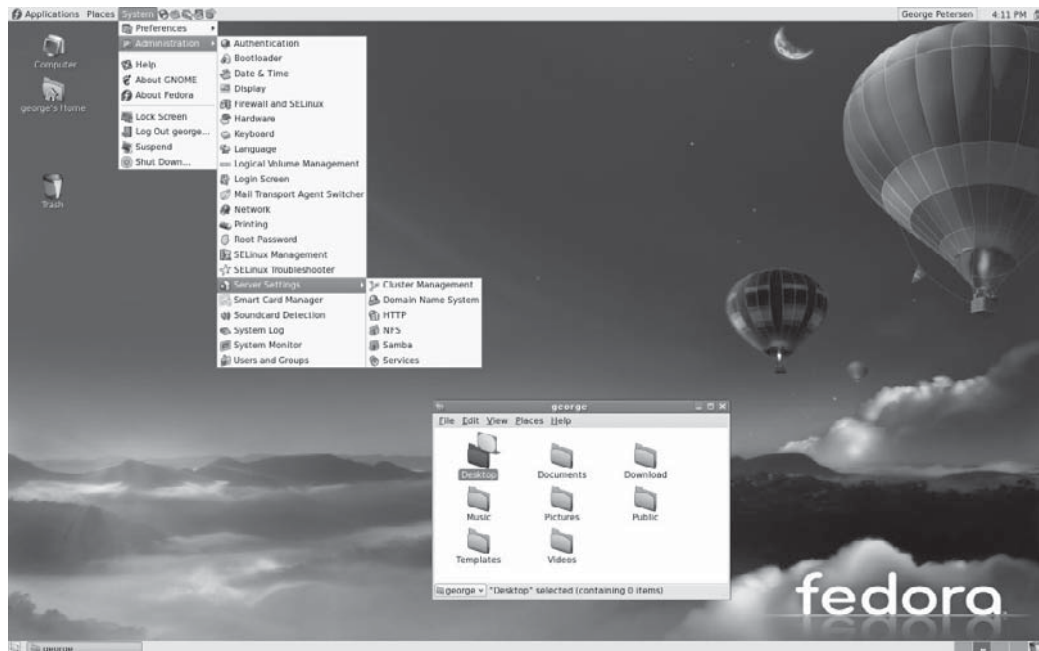 Applications Places System
George Petersen 4:11 PM
Computer
george's Home
Trash
Preferences
Administration
Help
About GNOME
About Fedora
Lock Screen
Log Out george...
Suspend
Shut Down...
Authentication
Bootloader
Date & Time
Display
Firewall and SELinux
Hardware
Keyboard
Language
Logical Volume Management
Login Screen
Mail Transport Agent Switcher
Network
Printing
Root Password
SELinux Management
SELinux Troubleshooter
Server Settings
Smart Card Manager
Soundcard Detection
System Log
System Monitor
Users and Groups
Cluster Management
Domain Name System
HTTP
NFS
Samba
Services
george
File Edit View Places Help
Desktop
Documents
Download
Music
Pictures
Public
Templates
Videos
george "Desktop" selected (containing 0 items)
fedora
george